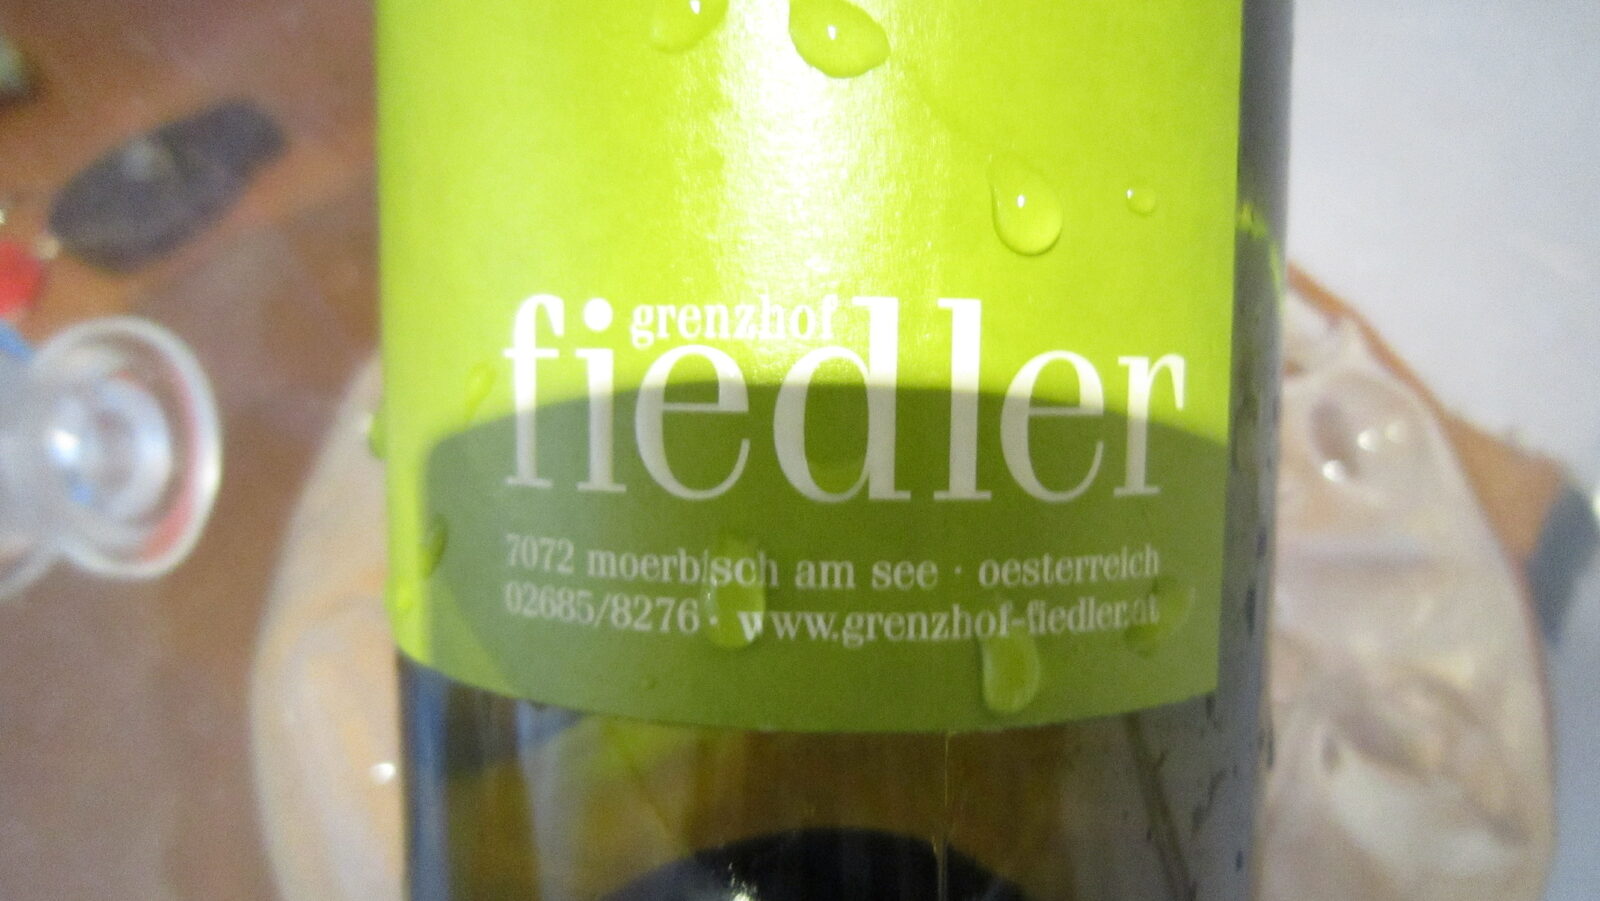 grenzhof
fiedler
7072 moerbisch am see · oesterreich
02685/8276 · www.grenzhof-fiedler.at